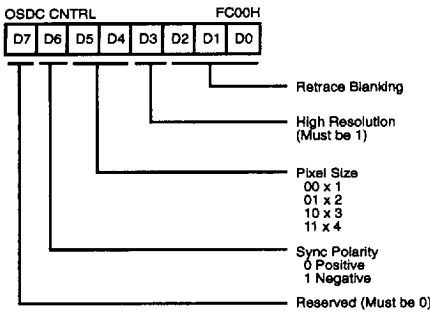 OSDC CNTRL FC00H
D7 D6 D5 D4 D3 D2 D1 D0
Retrace Blanking
High Resolution
(Must be 1)
Pixel Size
00 x 1
01 x 2
10 x 3
11 x 4
Sync Polarity
0 Positive
1 Negative
Reserved (Must be 0)